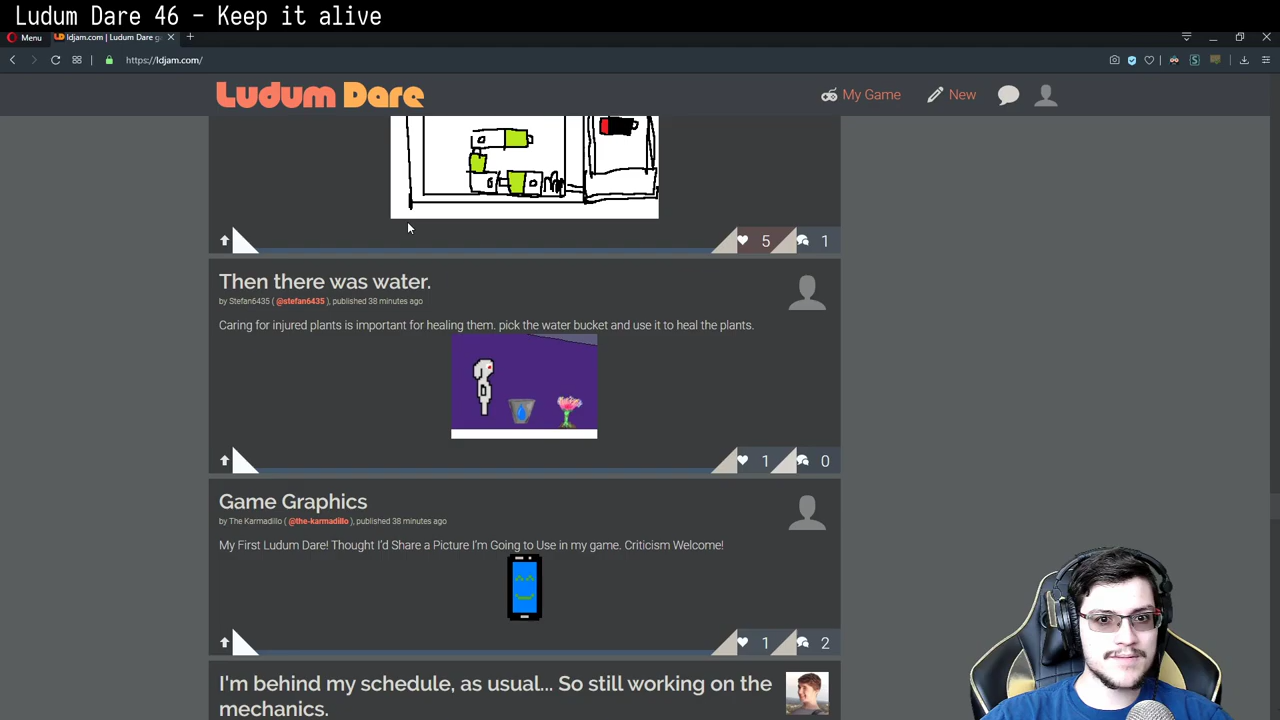 Ludum Dare 46 - Keep it alive
Menu
ldjam.com | Ludum Dare g
https://ldjam.com/
Ludum Dare
My Game
New
5
1
Then there was water.
by Stefan6435 ( @stefan6435 ), published 38 minutes ago
Caring for injured plants is important for healing them. pick the water bucket and use it to heal the plants.
1
0
Game Graphics
by The Karmadillo ( @the-karmadillo ), published 38 minutes ago
My First Ludum Dare! Thought I'd Share a Picture I'm Going to Use in my game. Criticism Welcome!
1
2
I'm behind my schedule, as usual... So still working on the
mechanics.